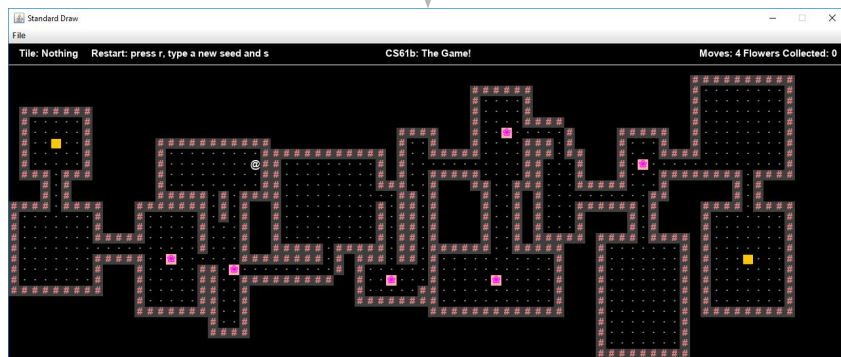 Standard Draw
File
Tile: Nothing Restart: press r, type a new seed and s CS61b: The Game! Moves: 4 Flowers Collected: 0
@